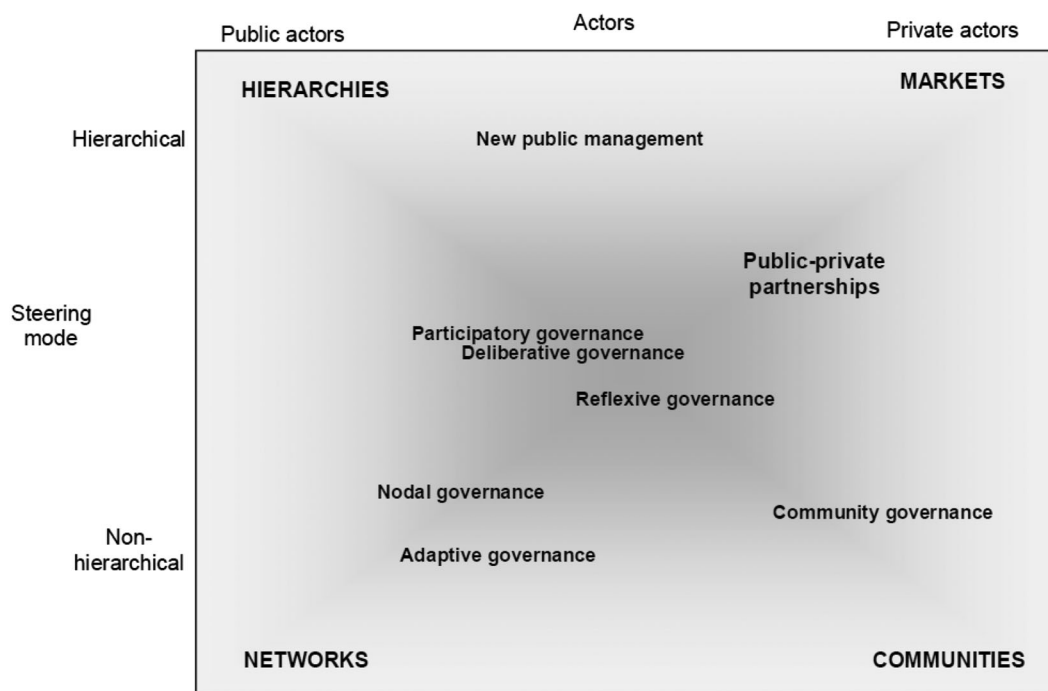 Public actors
Actors
Private actors
HIERARCHIES
MARKETS
Hierarchical
New public management
Public-private
partnerships
Steering
mode
Participatory governance
Deliberative governance
Reflexive governance
Nodal governance
Community governance
Non-
hierarchical
Adaptive governance
NETWORKS
COMMUNITIES